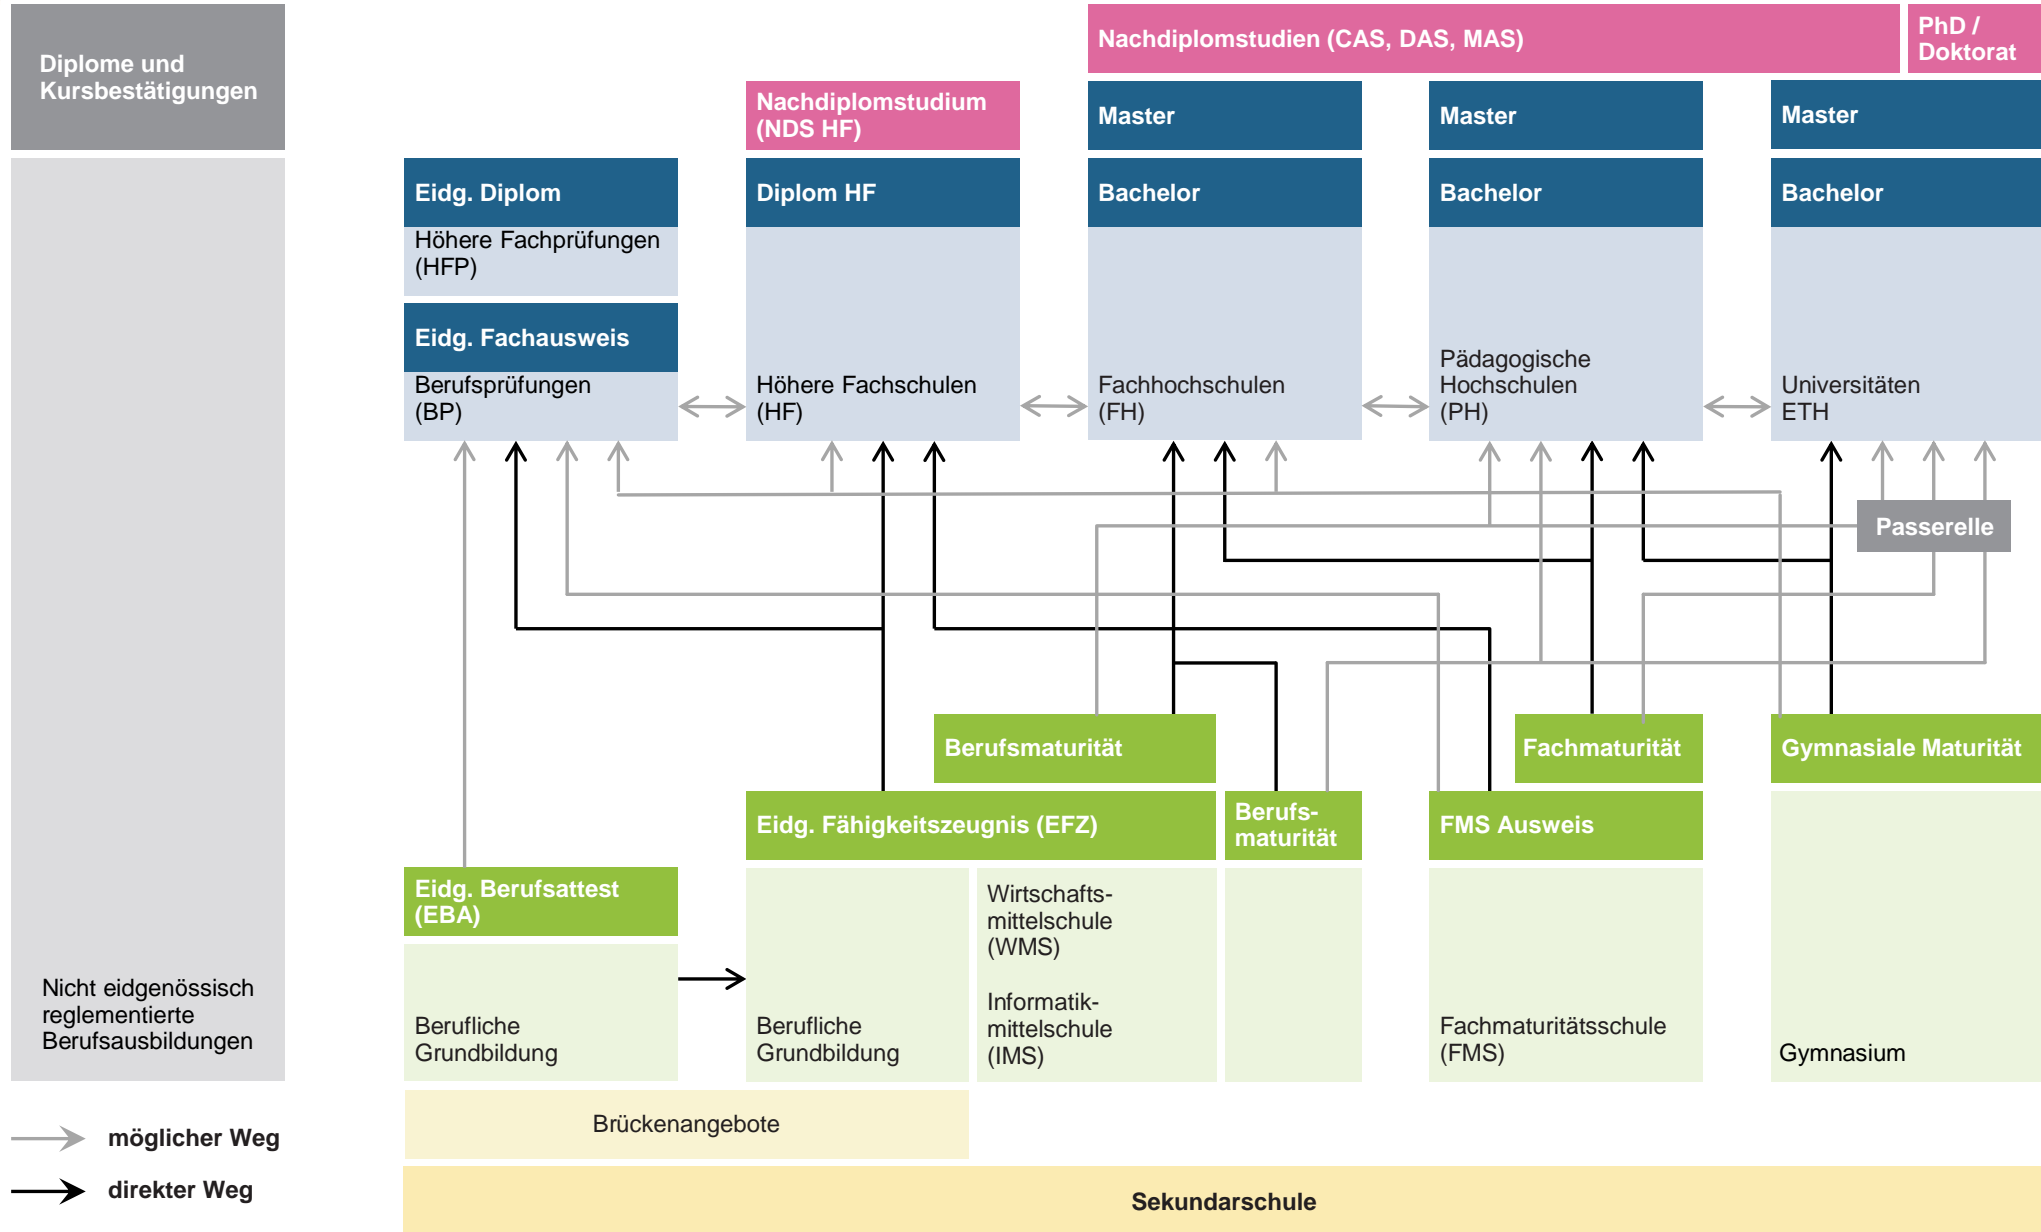 Diplome und
Kursbestätigungen
Nachdiplomstudien (CAS, DAS, MAS)
PhD /
Doktorat
Nachdiplomstudium
(NDS HF)
Master
Master
Master
Eidg. Diplom
Diplom HF
Bachelor
Bachelor
Bachelor
Höhere Fachprüfungen
(HFP)
Eidg. Fachausweis
Berufsprüfungen
(BP)
Höhere Fachschulen
(HF)
Fachhochschulen
(FH)
Pädagogische
Hochschulen
(PH)
Universitäten
ETH
Passerelle
Berufsmaturität
Fachmaturität
Gymnasiale Maturität
Eidg. Fähigkeitszeugnis (EFZ)
Berufs-
maturität
FMS Ausweis
Eidg. Berufsattest
(EBA)
Wirtschafts-
mittelschule
(WMS)
Informatik-
mittelschule
(IMS)
Nicht eidgenössisch
reglementierte
Berufsausbildungen
Berufliche
Grundbildung
Berufliche
Grundbildung
Fachmaturitätsschule
(FMS)
Gymnasium
Brückenangebote
möglicher Weg
direkter Weg
Sekundarschule